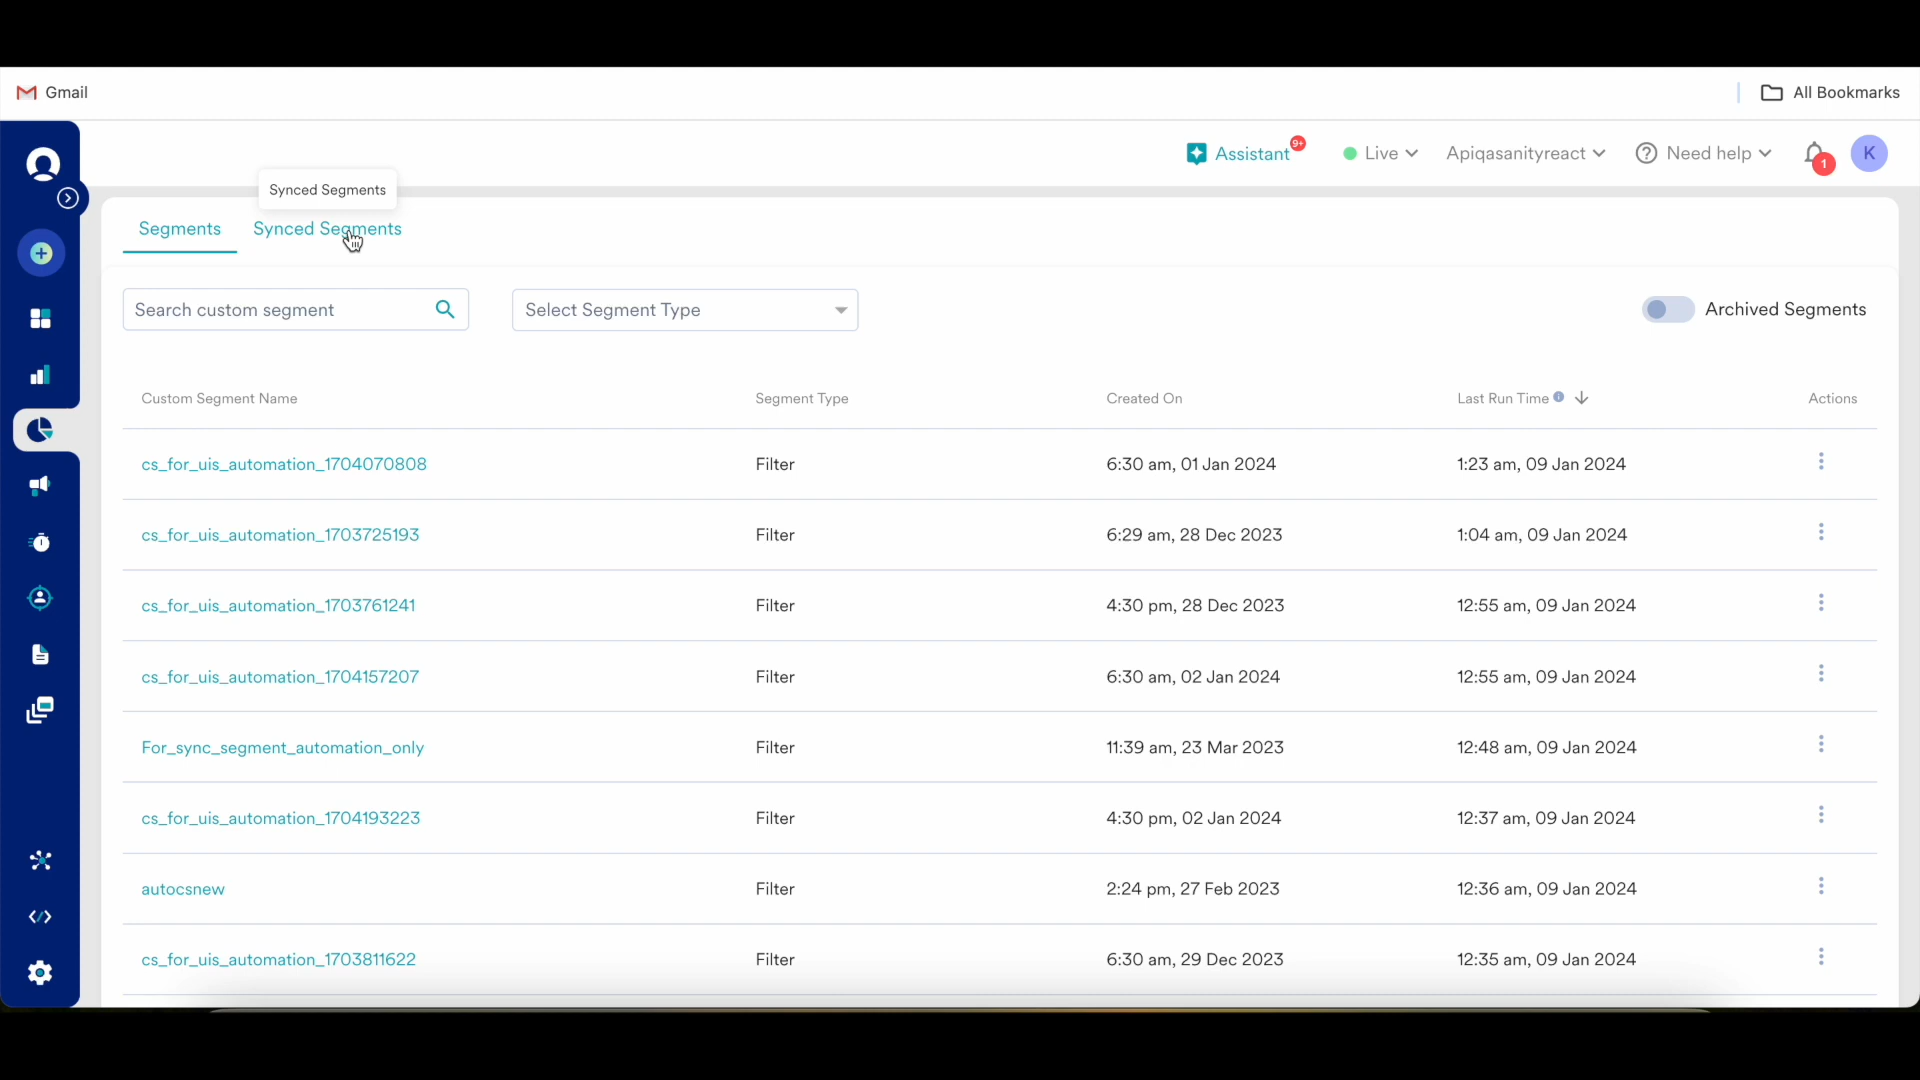 Gmail
All Bookmarks
Assistant 9+
Live
Apiqasanityreact
Need help
1
K
Synced Segments
Segments
Synced Segments
Search custom segment
Select Segment Type
Archived Segments
Custom Segment Name Segment Type Created On Last Run Time Actions
cs_for_uis_automation_1704070808 Filter 6:30 am, 01 Jan 2024 1:23 am, 09 Jan 2024
cs_for_uis_automation_1703725193 Filter 6:29 am, 28 Dec 2023 1:04 am, 09 Jan 2024
cs_for_uis_automation_1703761241 Filter 4:30 pm, 28 Dec 2023 12:55 am, 09 Jan 2024
cs_for_uis_automation_1704157207 Filter 6:30 am, 02 Jan 2024 12:55 am, 09 Jan 2024
For_sync_segment_automation_only Filter 11:39 am, 23 Mar 2023 12:48 am, 09 Jan 2024
cs_for_uis_automation_1704193223 Filter 4:30 pm, 02 Jan 2024 12:37 am, 09 Jan 2024
autocsnew Filter 2:24 pm, 27 Feb 2023 12:36 am, 09 Jan 2024
cs_for_uis_automation_1703811622 Filter 6:30 am, 29 Dec 2023 12:35 am, 09 Jan 2024